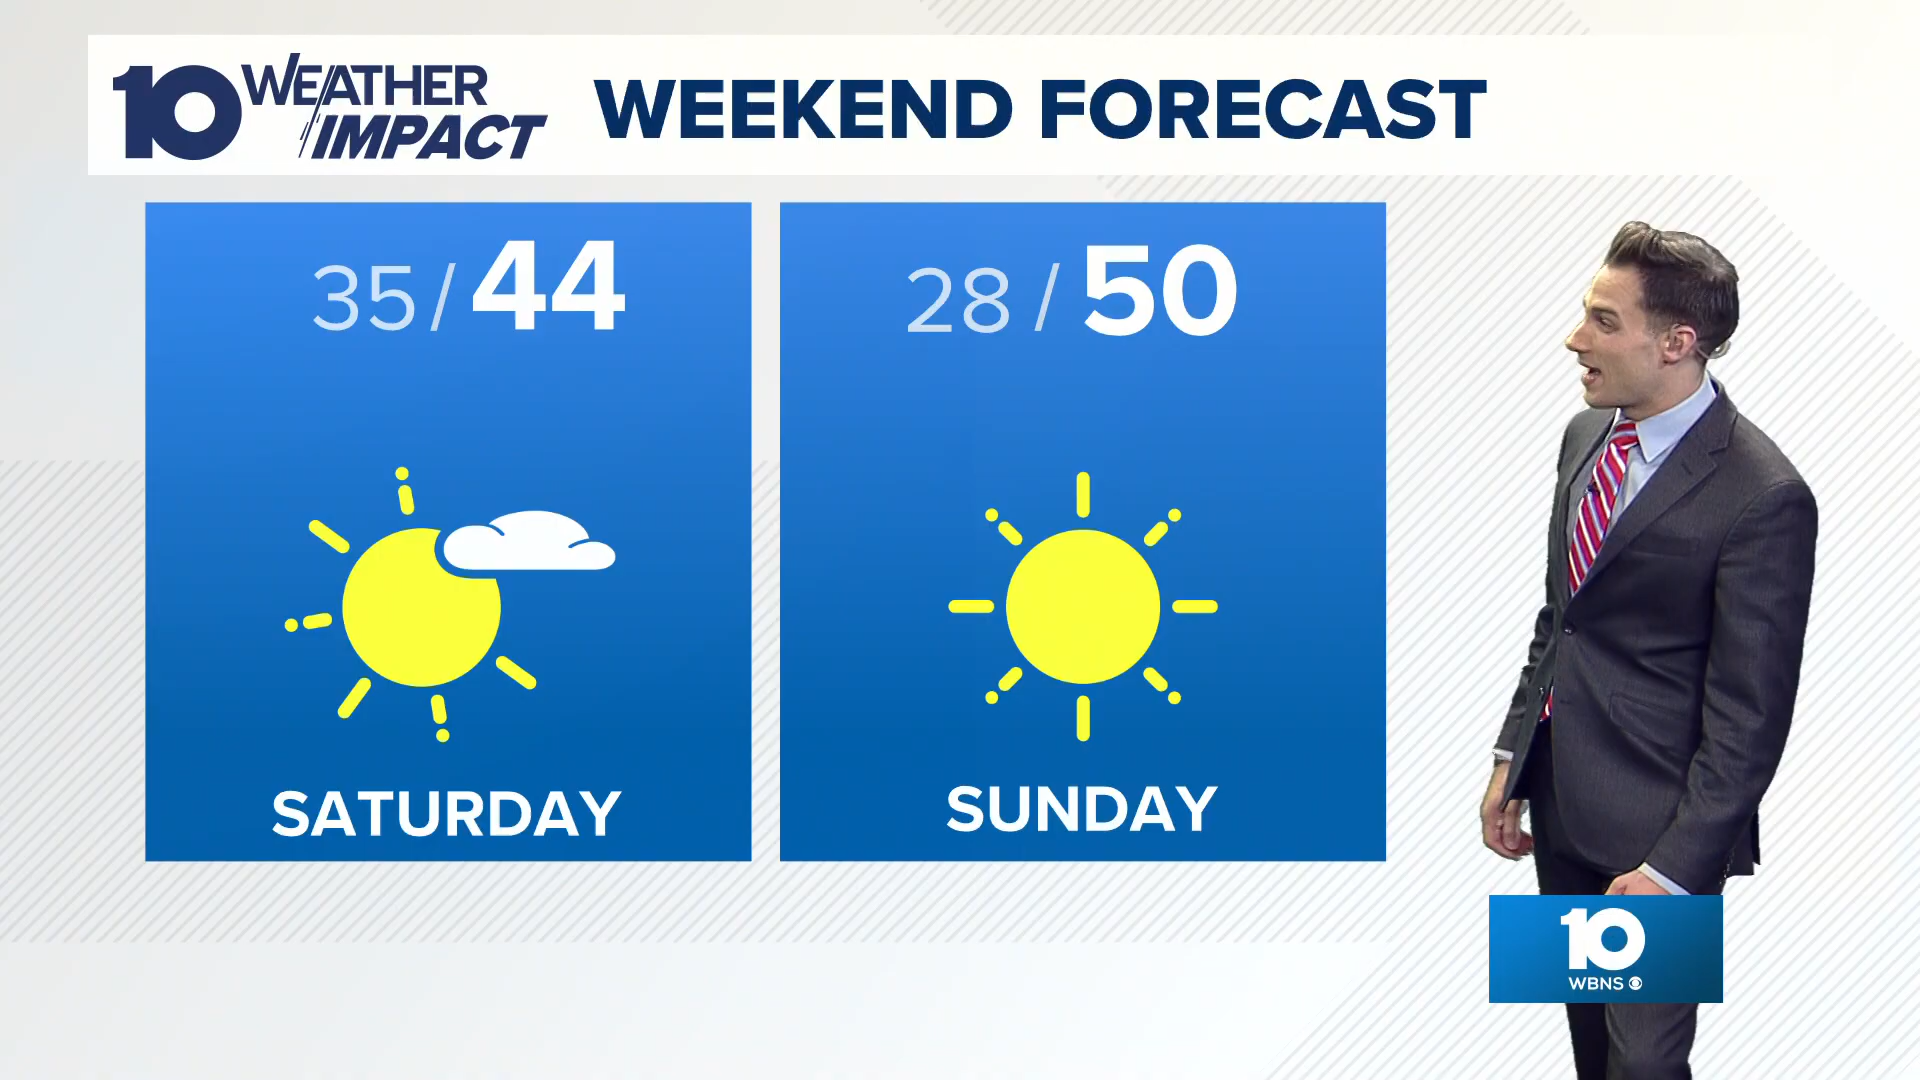 10 WEATHER IMPACT
WEEKEND FORECAST
35/44
SATURDAY
28/50
SUNDAY
10
WBNS